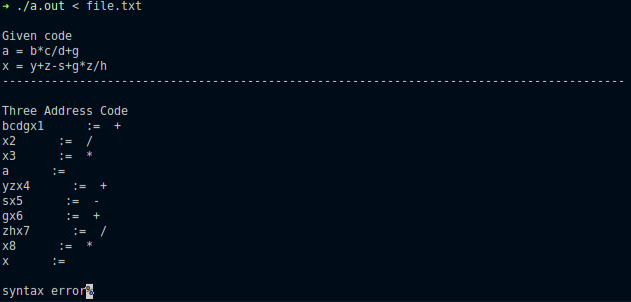 ➜ ./a.out < file.txt
Given code
a = b*c/d+g
x = y+z-s+g*z/h
-----------------------------------------------------------------------------------------
Three Address Code
bcdgx1 := +
x2 := /
x3 := *
a :=
yzx4 := +
sx5 := -
gx6 := +
zhx7 := /
x8 := *
x :=
syntax error%